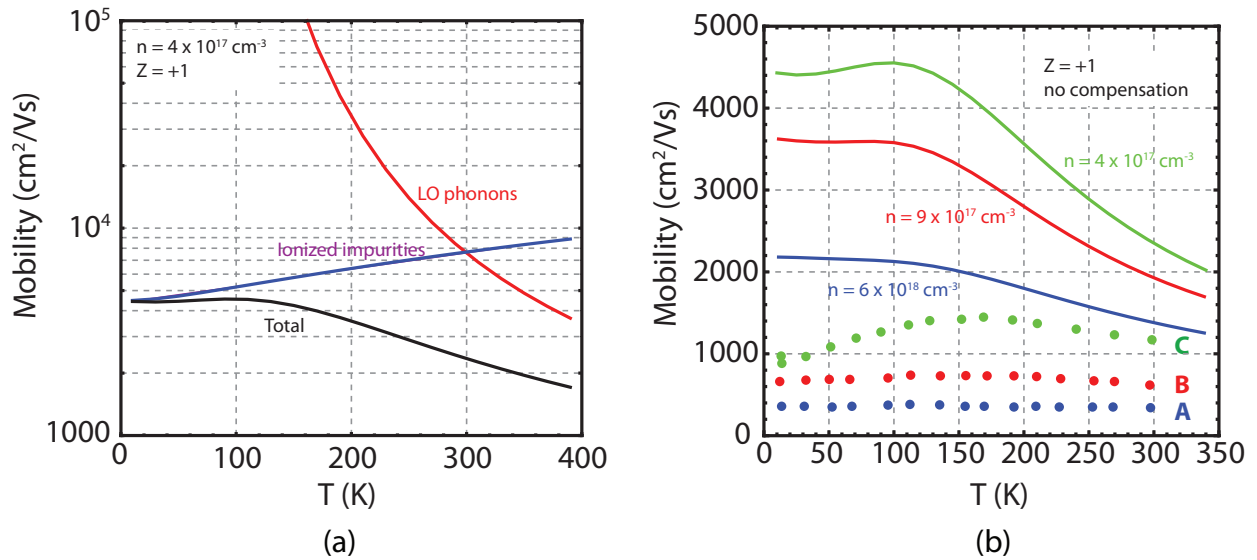 10^5
10^4
1000
Mobility (cm^2/Vs)
n = 4 x 10^17 cm^-3
Z = +1
LO phonons
Ionized impurities
Total
0 100 200 300 400
T (K)
(a)
5000
4000
3000
2000
1000
0
Mobility (cm^2/Vs)
Z = +1
no compensation
n = 4 x 10^17 cm^-3
n = 9 x 10^17 cm^-3
n = 6 x 10^18 cm^-3
C
B
A
0 50 100 150 200 250 300 350
T (K)
(b)